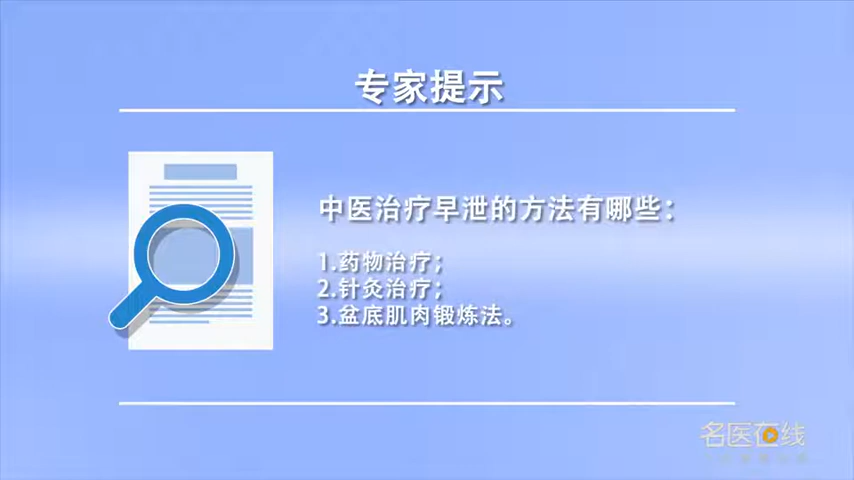 专家提示
中医治疗早泄的方法有哪些：
1.药物治疗；
2.针灸治疗；
3.盆底肌肉锻炼法。
名医在线